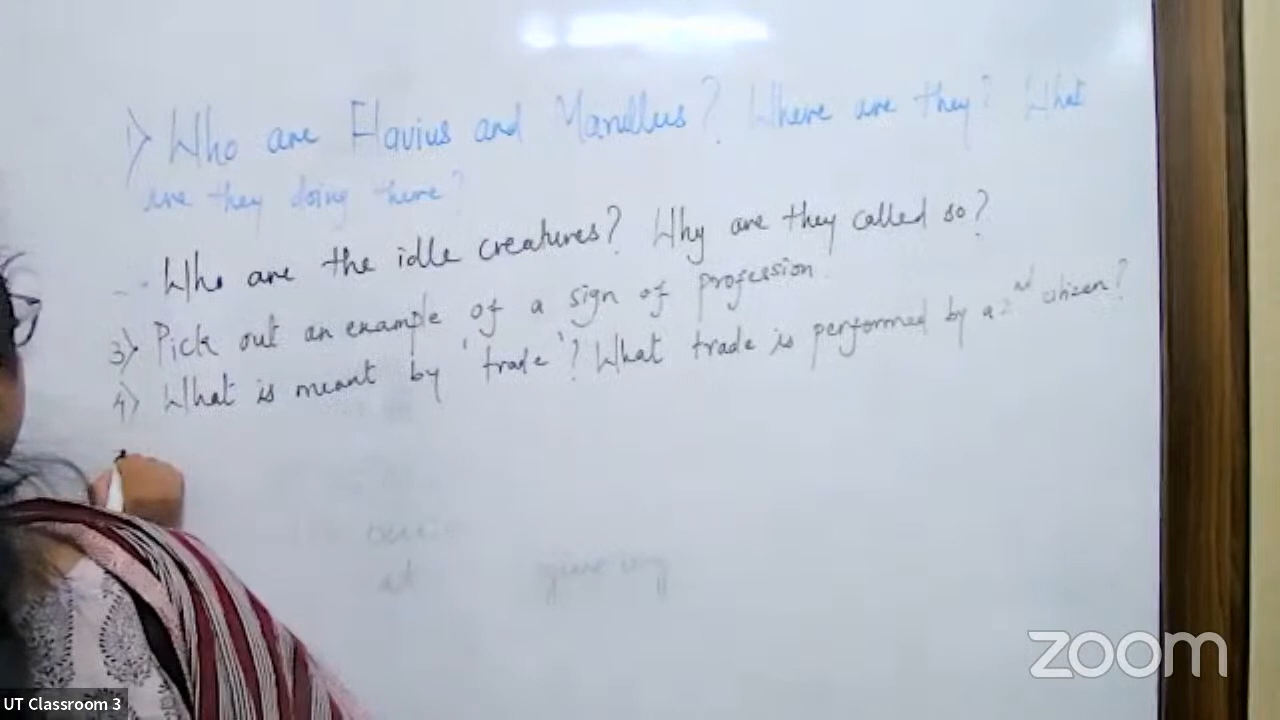 1) Who are Flavius and Marullus? Where are they? What
are they doing there?
Who are the idle creatures? Why are they called so?
3) Pick out an example of a sign of profession.
4) What is meant by 'trade'? What trade is performed by a 2nd citizen?
zoom
UT Classroom 3